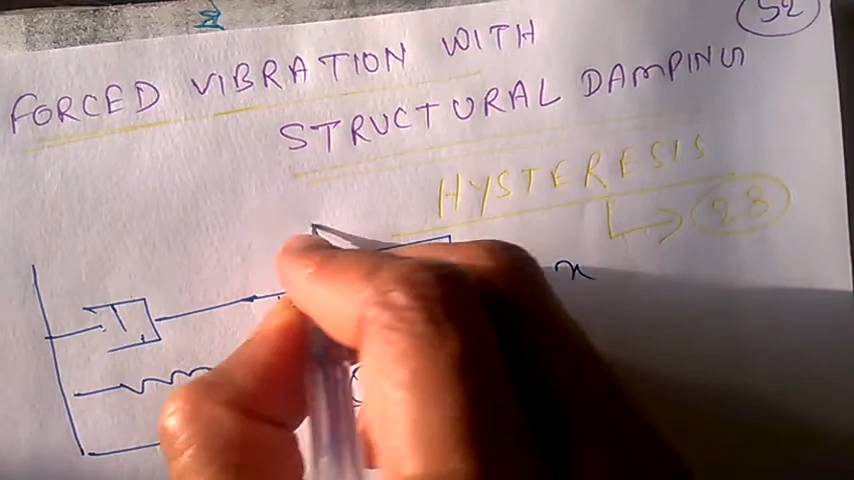 52
FORCED VIBRATION WITH
STRUCTURAL DAMPING
HYSTERESIS
28
x